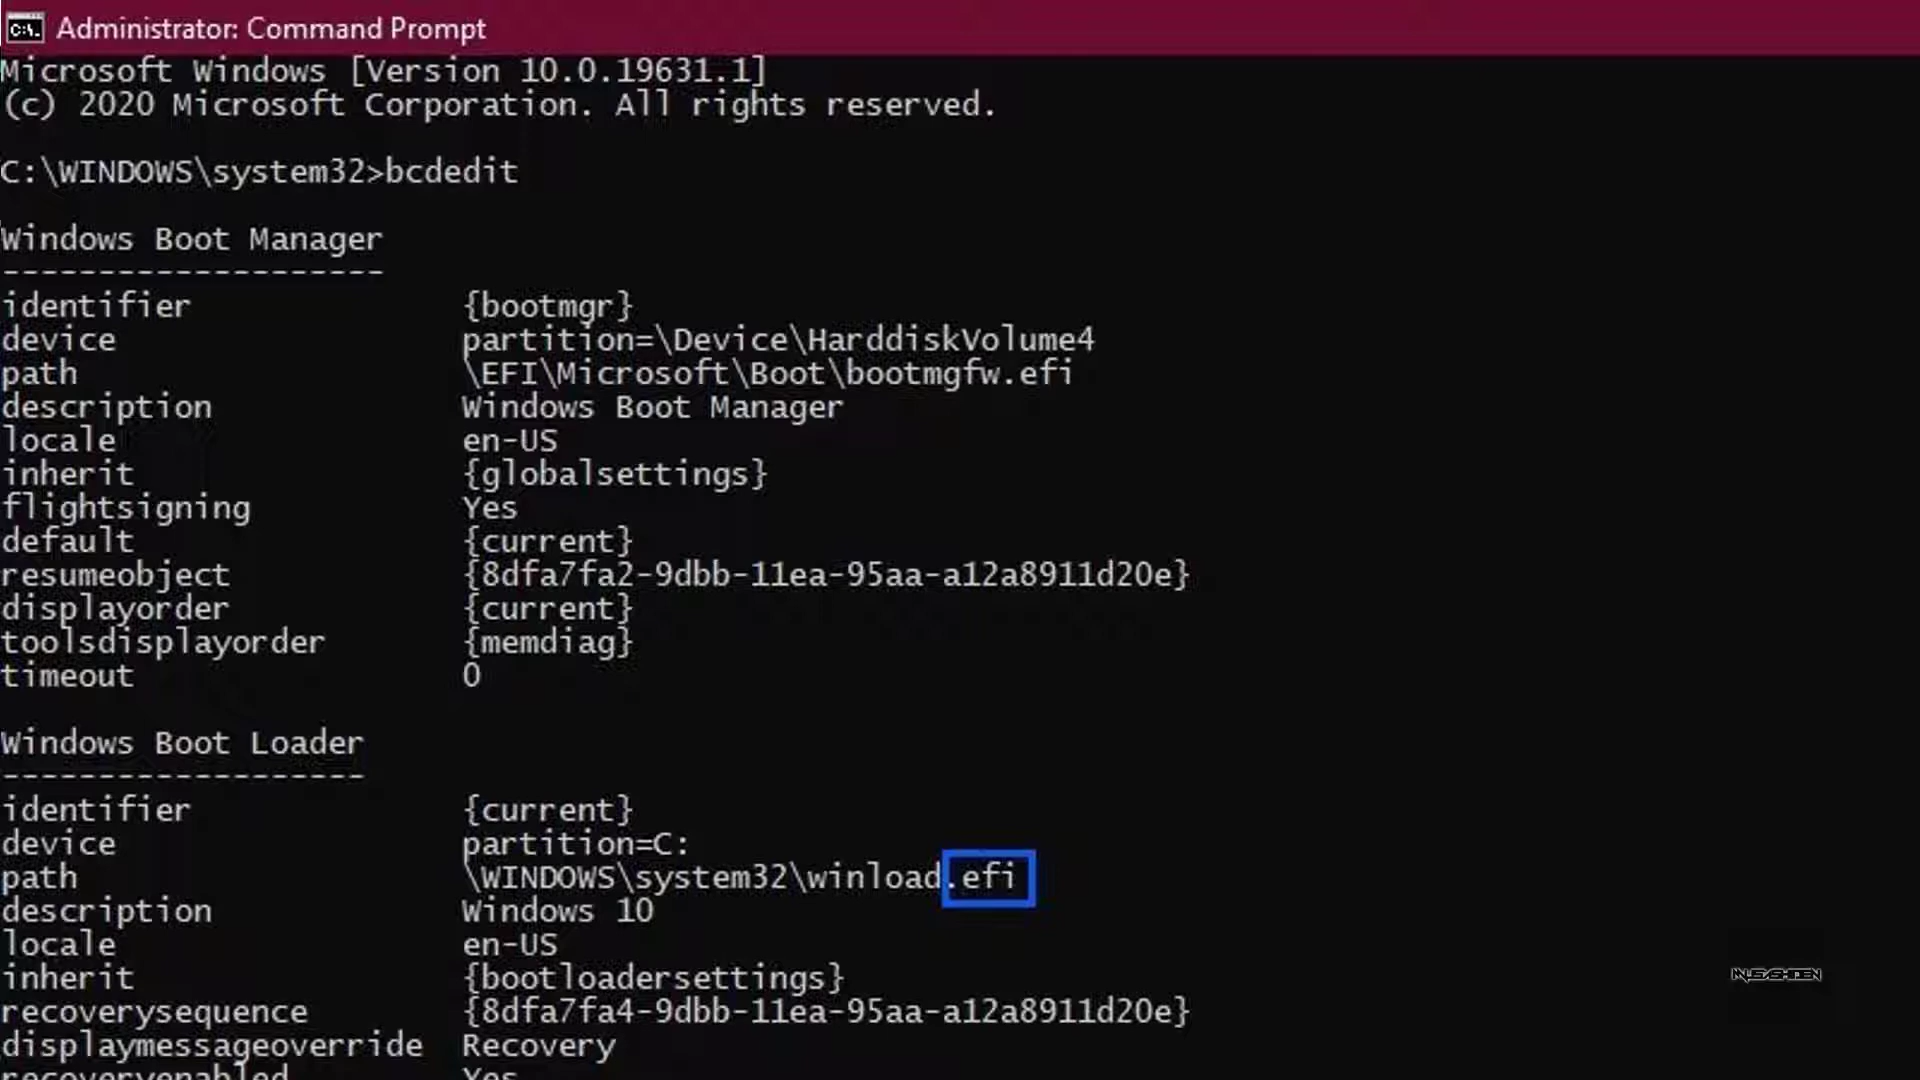 Administrator: Command Prompt
Microsoft Windows [Version 10.0.19631.1]
(c) 2020 Microsoft Corporation. All rights reserved.
C:\WINDOWS\system32>bcdedit
Windows Boot Manager
--------------------
identifier {bootmgr}
device partition=\Device\HarddiskVolume4
path \EFI\Microsoft\Boot\bootmgfw.efi
description Windows Boot Manager
locale en-US
inherit {globalsettings}
flightsigning Yes
default {current}
resumeobject {8dfa7fa2-9dbb-11ea-95aa-a12a8911d20e}
displayorder {current}
toolsdisplayorder {memdiag}
timeout 0
Windows Boot Loader
-------------------
identifier {current}
device partition=C:
path \WINDOWS\system32\winload.efi
description Windows 10
locale en-US
inherit {bootloadersettings}
recoverysequence {8dfa7fa4-9dbb-11ea-95aa-a12a8911d20e}
displaymessageoverride Recovery
recoveryenabled Yes